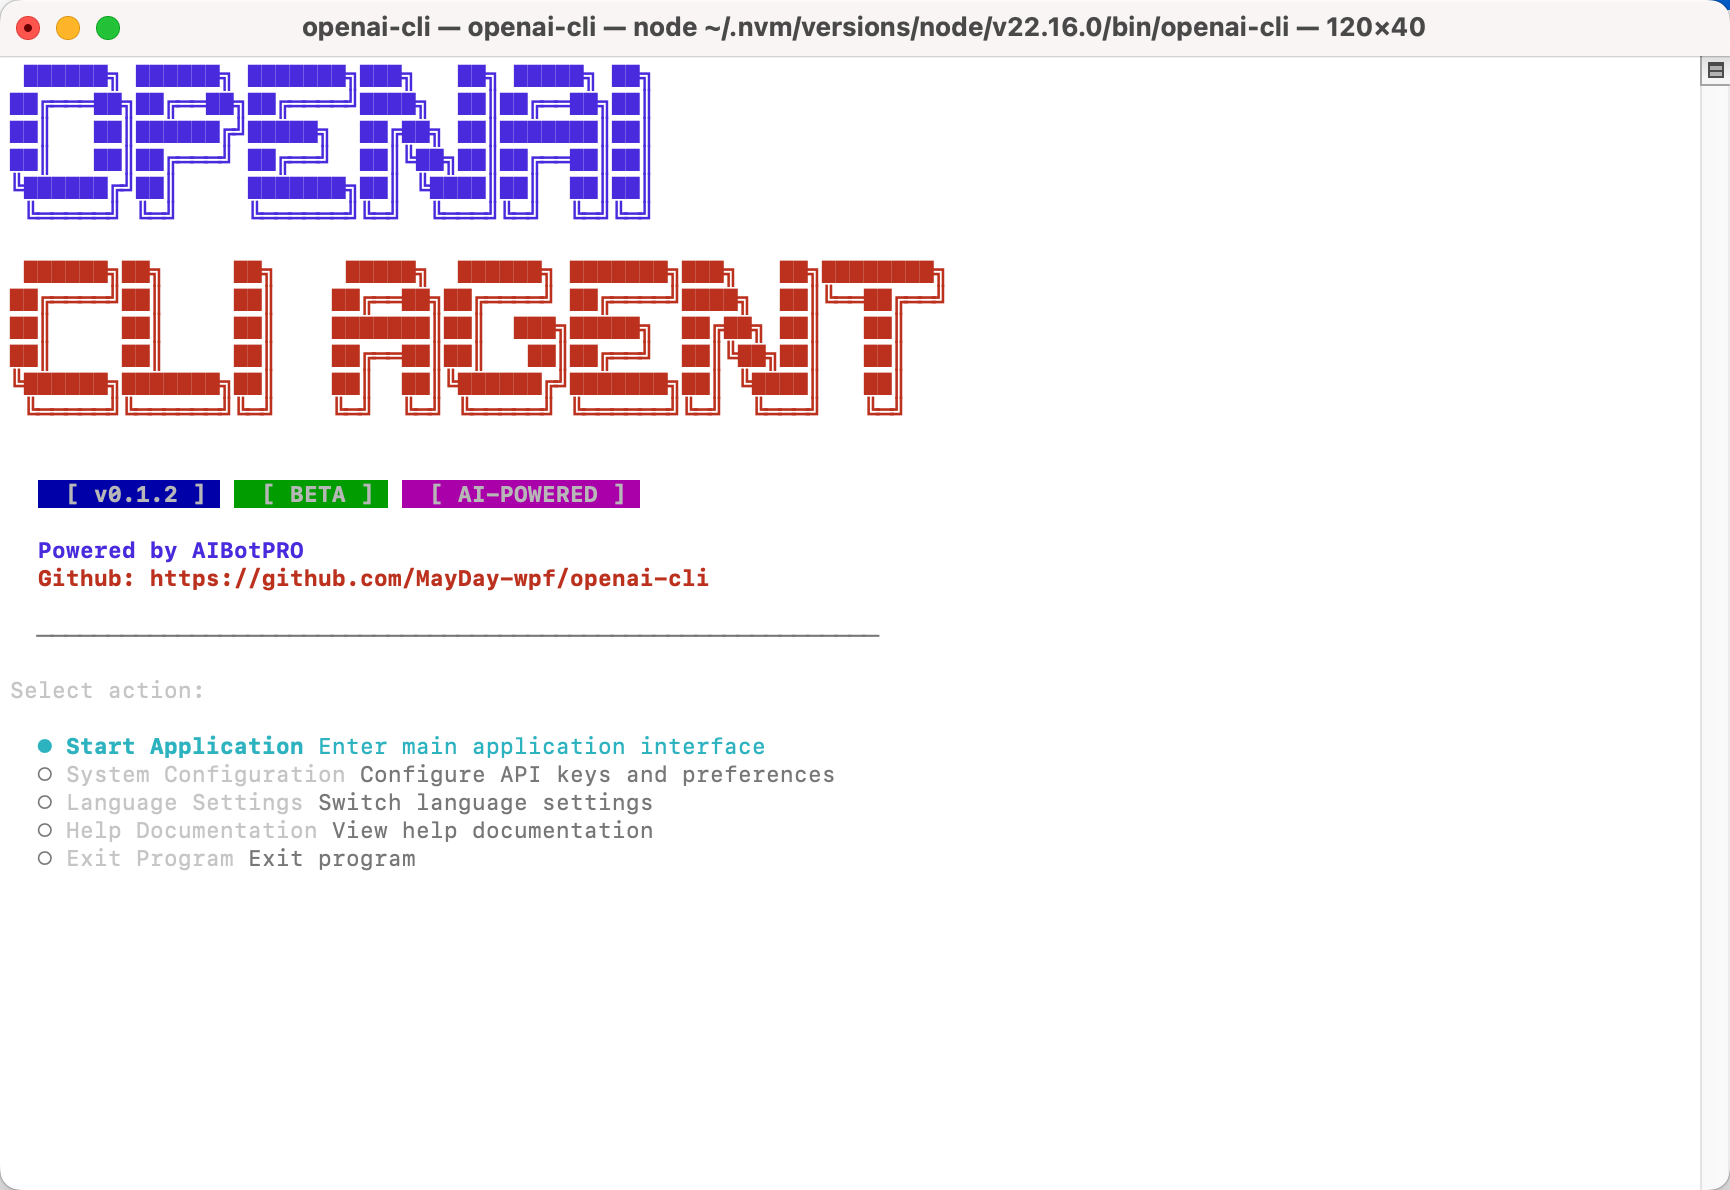 openai-cli — openai-cli — node ~/.nvm/versions/node/v22.16.0/bin/openai-cli — 120×40
OPENAI
CLI AGENT
[ v0.1.2 ] [ BETA ] [ AI-POWERED ]
Powered by AIBotPRO
Github: https://github.com/MayDay-wpf/openai-cli
Select action:
● Start Application Enter main application interface
○ System Configuration Configure API keys and preferences
○ Language Settings Switch language settings
○ Help Documentation View help documentation
○ Exit Program Exit program